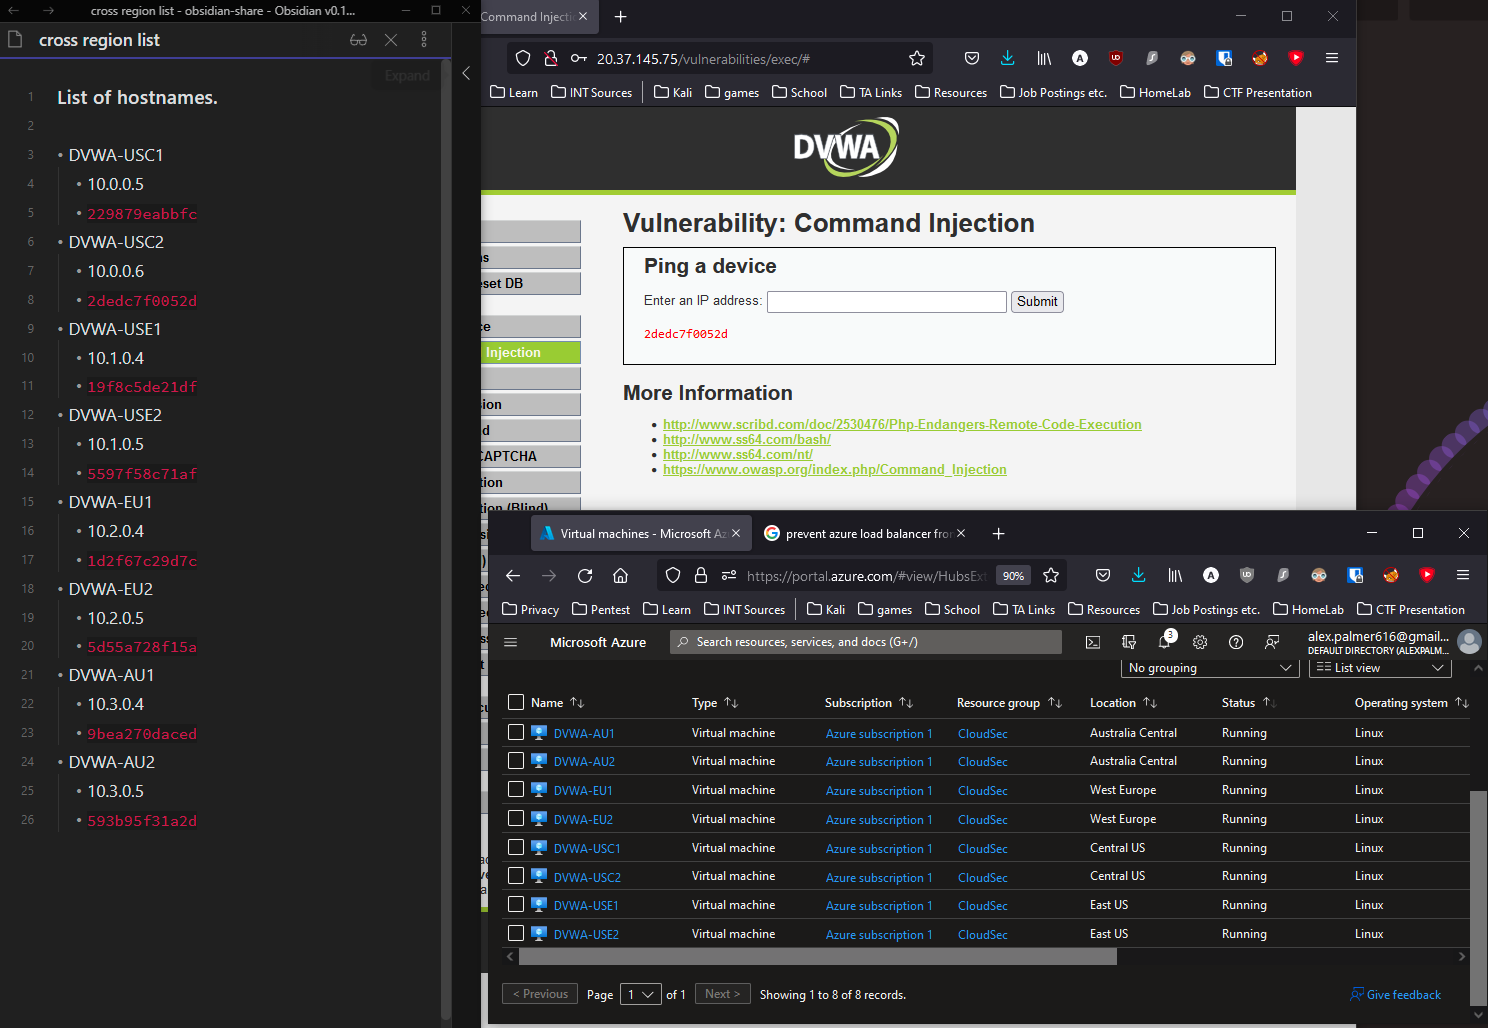 cross region list - obsidian-share - Obsidian v0.1...
cross region list
Expand
1 List of hostnames.
2
3 • DVWA-USC1
4 • 10.0.0.5
5 • 229879eabbfc
6 • DVWA-USC2
7 • 10.0.0.6
8 • 2dedc7f0052d
9 • DVWA-USE1
10 • 10.1.0.4
11 • 19f8c5de21df
12 • DVWA-USE2
13 • 10.1.0.5
14 • 5597f58c71af
15 • DVWA-EU1
16 • 10.2.0.4
17 • 1d2f67c29d7c
18 • DVWA-EU2
19 • 10.2.0.5
20 • 5d55a728f15a
21 • DVWA-AU1
22 • 10.3.0.4
23 • 9bea270daced
24 • DVWA-AU2
25 • 10.3.0.5
26 • 593b95f31a2d
Command Injecti
20.37.145.75/vulnerabilities/exec/#
Learn INT Sources Kali games School TA Links Resources Job Postings etc. HomeLab CTF Presentation
DVWA
eset DB
Injection
CAPTCHA
tion
tion (Blind)
Vulnerability: Command Injection
Ping a device
Enter an IP address: Submit
2dedc7f0052d
More Information
• http://www.scribd.com/doc/2530476/Php-Endangers-Remote-Code-Execution
• http://www.ss64.com/bash/
• http://www.ss64.com/nt/
• https://www.owasp.org/index.php/Command_Injection
Virtual machines - Microsoft Az prevent azure load balancer fro
https://portal.azure.com/#view/HubsExt 90%
Privacy Pentest Learn INT Sources Kali games School TA Links Resources Job Postings etc. HomeLab CTF Presentation
Microsoft Azure Search resources, services, and docs (G+/) 3 alex.palmer616@gmail...
DEFAULT DIRECTORY (ALEXPALM...
No grouping List view
Name Type Subscription Resource group Location Status Operating system
DVWA-AU1 Virtual machine Azure subscription 1 CloudSec Australia Central Running Linux
DVWA-AU2 Virtual machine Azure subscription 1 CloudSec Australia Central Running Linux
DVWA-EU1 Virtual machine Azure subscription 1 CloudSec West Europe Running Linux
DVWA-EU2 Virtual machine Azure subscription 1 CloudSec West Europe Running Linux
DVWA-USC1 Virtual machine Azure subscription 1 CloudSec Central US Running Linux
DVWA-USC2 Virtual machine Azure subscription 1 CloudSec Central US Running Linux
DVWA-USE1 Virtual machine Azure subscription 1 CloudSec East US Running Linux
DVWA-USE2 Virtual machine Azure subscription 1 CloudSec East US Running Linux
< Previous Page 1 of 1 Next > Showing 1 to 8 of 8 records.
Give feedback